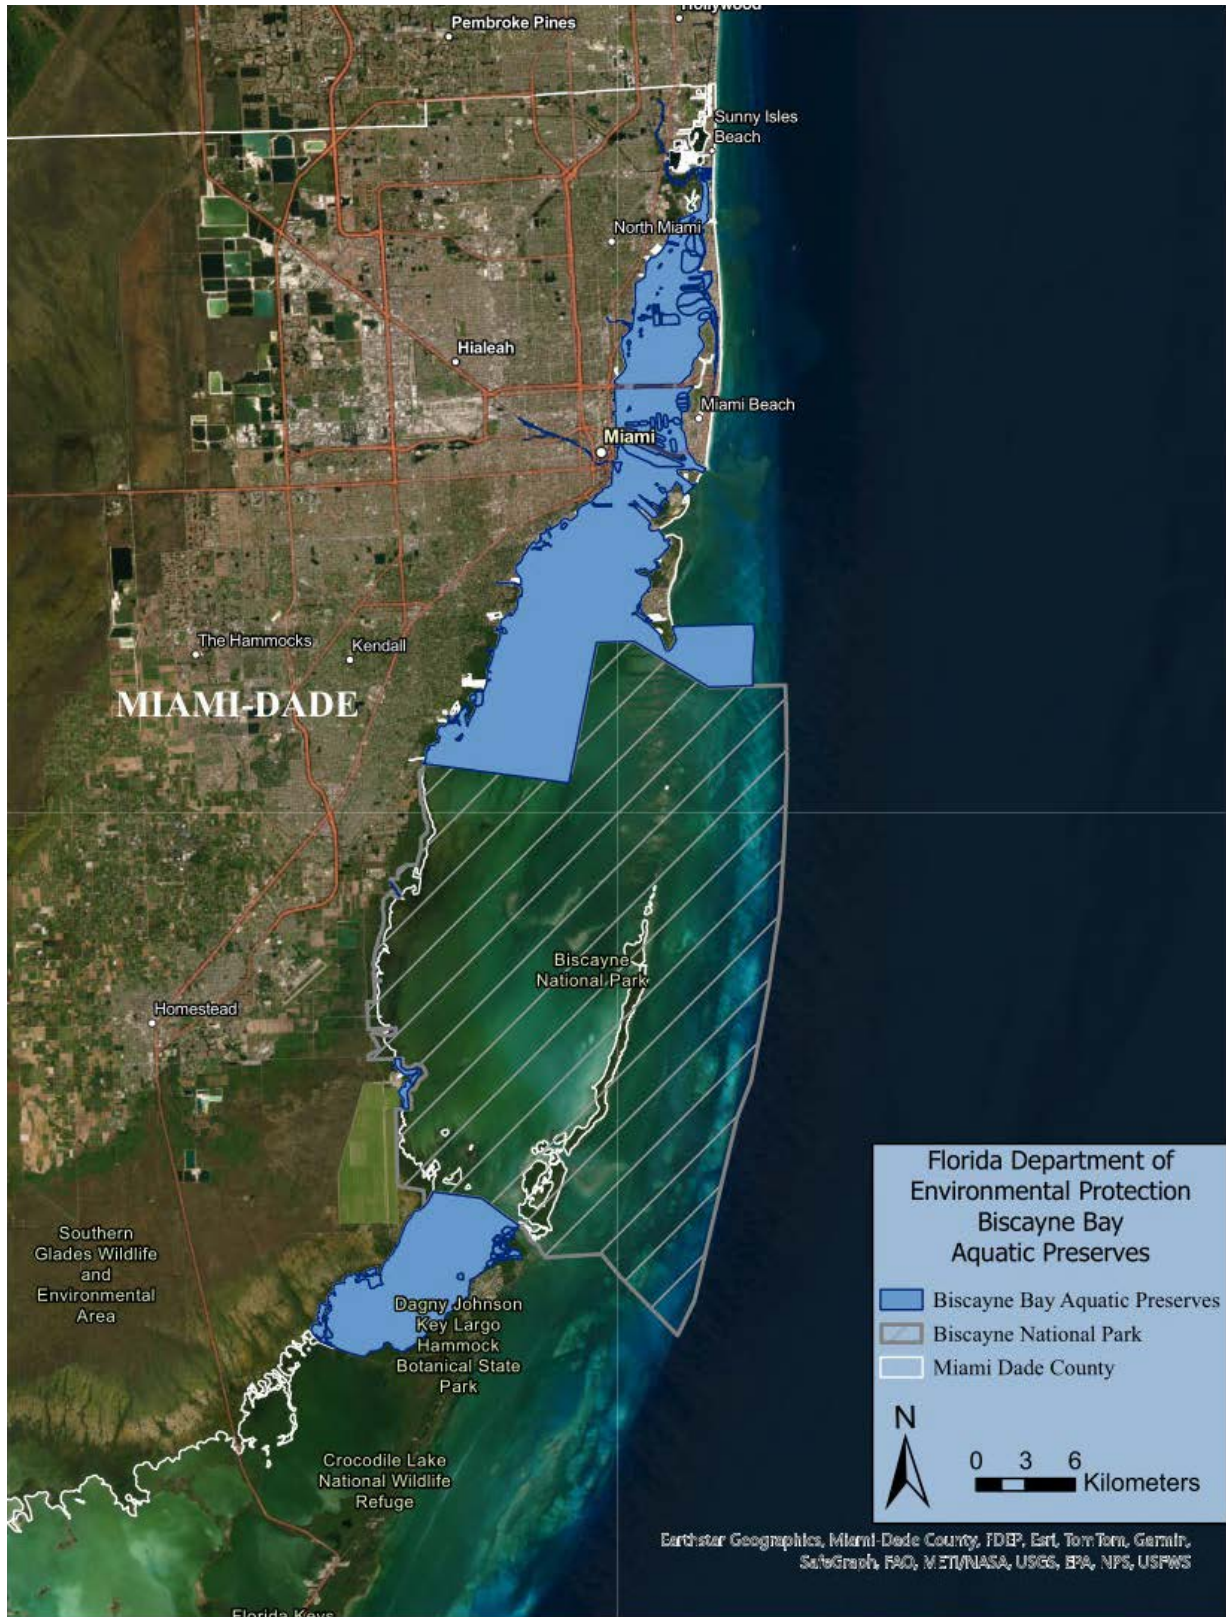 Hollywood
Pembroke Pines
Sunny Isles
Beach
North Miami
Hialeah
Miami Beach
Miami
The Hammocks
Kendall
MIAMI-DADE
Biscayne
National Park
Homestead
Southern
Glades Wildlife
and
Environmental
Area
Dagny Johnson
Key Largo
Hammock
Botanical State
Park
Crocodile Lake
National Wildlife
Refuge
Florida Keys
Florida Department of
Environmental Protection
Biscayne Bay
Aquatic Preserves
Biscayne Bay Aquatic Preserves
Biscayne National Park
Miami Dade County
N
0 3 6
Kilometers
Earthstar Geographics, Miami-Dade County, FDEP, Esri, TomTom, Garmin,
SafeGraph, FAO, METI/NASA, USGS, EPA, NPS, USFWS